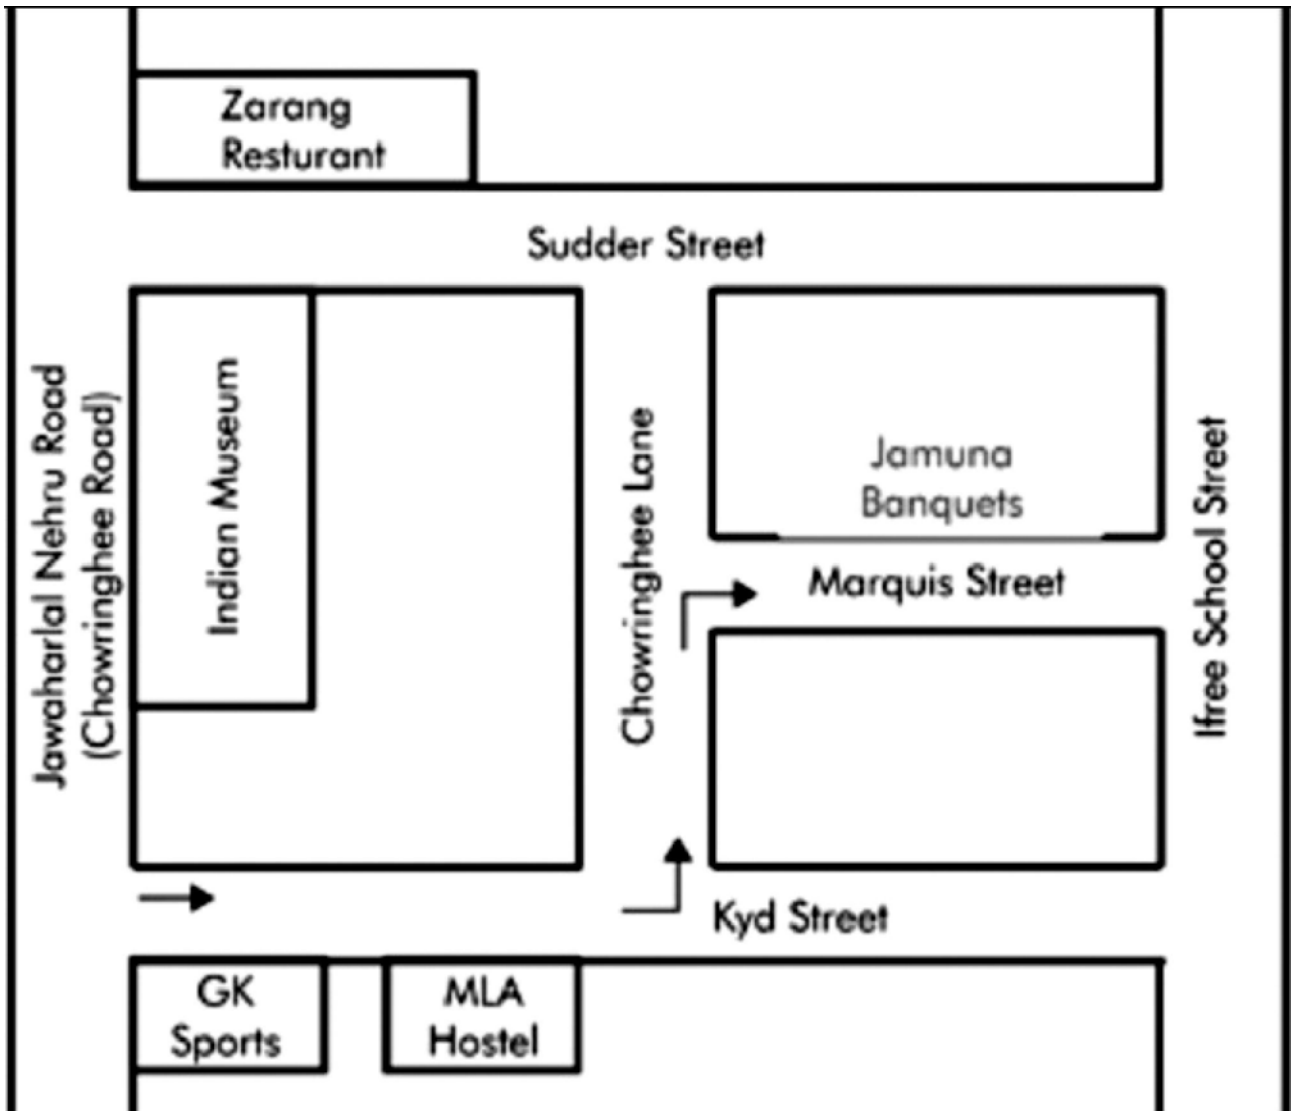 Zarang
Resturant
Sudder Street
Jawaharlal Nehru Road
(Chowringhee Road)
Indian Museum
Chowringhee Lane
Jamuna
Banquets
Marquis Street
Ifree School Street
Kyd Street
GK
Sports
MLA
Hostel